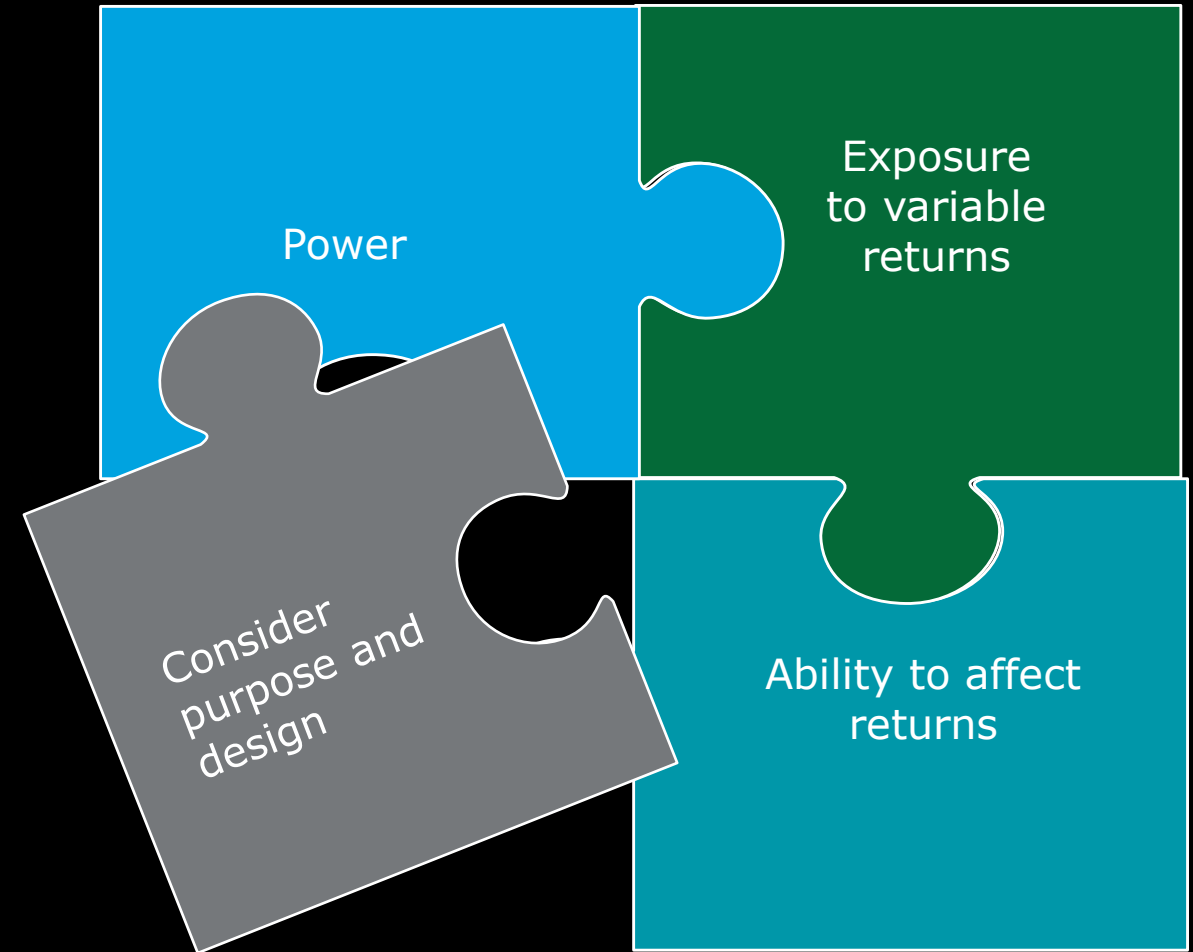 Power
Exposure
to variable
returns
Consider
purpose and
design
Ability to affect
returns